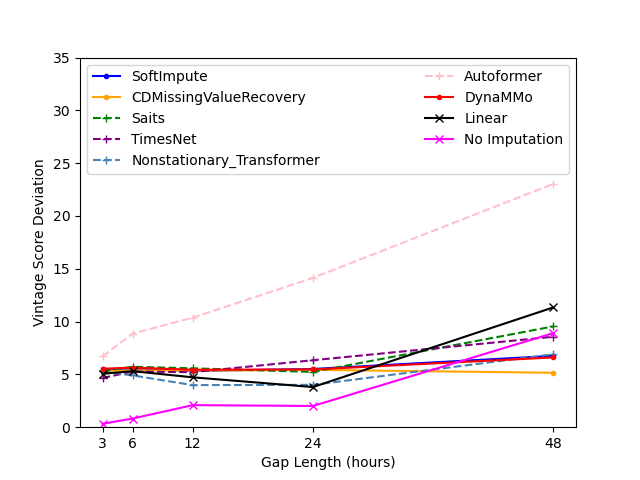 35
30
25
20
15
10
5
0
Vintage Score Deviation
SoftImpute
CDMissingValueRecovery
Saits
TimesNet
Nonstationary_Transformer
Autoformer
DynaMMo
Linear
No Imputation
3 6 12 24 48
Gap Length (hours)